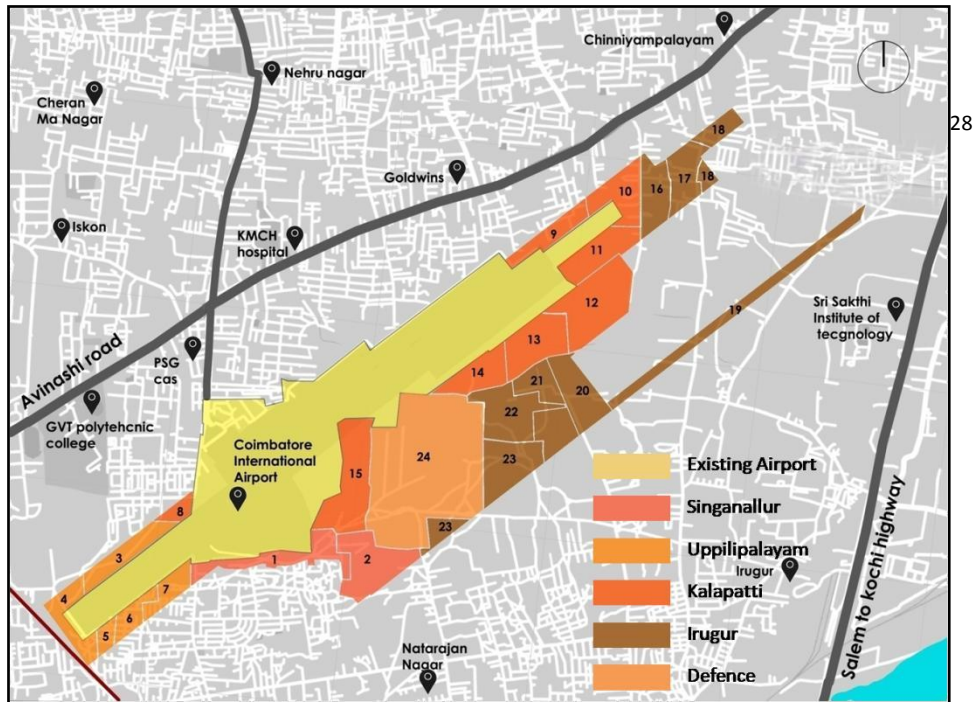 Chinniyampalayam
Nehru nagar
Cheran
Ma Nagar
28
18
Goldwins
16
17
18
10
Iskon
KMCH
hospital
9
11
12
19
Sri Sakthi
Institute of
tecgnology
13
PSG
cas
14
Avinashi road
21
20
GVT polytehcnic
college
22
Coimbatore
International
Airport
15
24
23
Existing Airport
8
Singanallur
23
3
1
2
Uppilipalayam
Irugur
7
4
Kalapatti
6
5
Irugur
Natarajan
Nagar
Defence
Salem to kochi highway